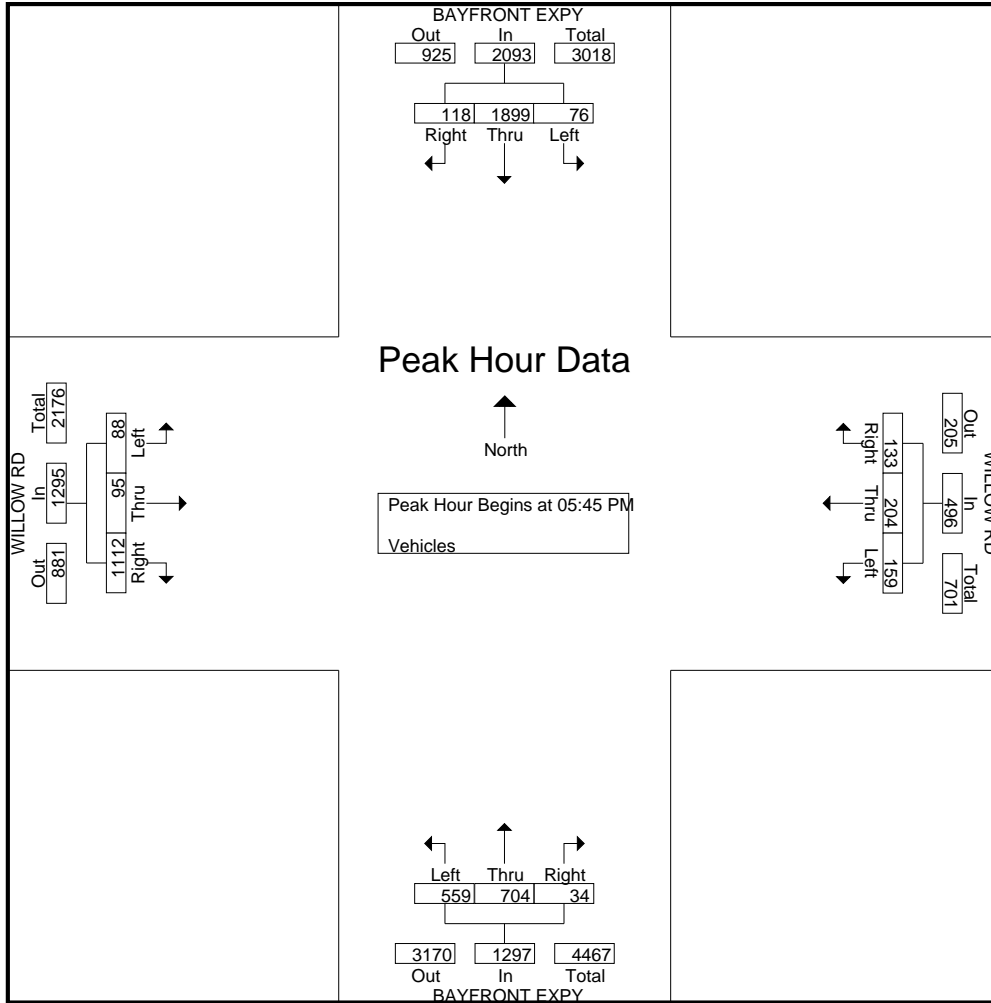 BAYFRONT EXPY
Out In Total
925 2093 3018
118 1899 76
Right Thru Left
Peak Hour Data
North
Peak Hour Begins at 05:45 PM
Vehicles
WILLOW RD
Total In Out
2176 1295 881
88 95 1112
Left Thru Right
WILLOW RD
Out In Total
205 496 701
133 204 159
Right Thru Left
Left Thru Right
559 704 34
3170 1297 4467
Out In Total
BAYFRONT EXPY